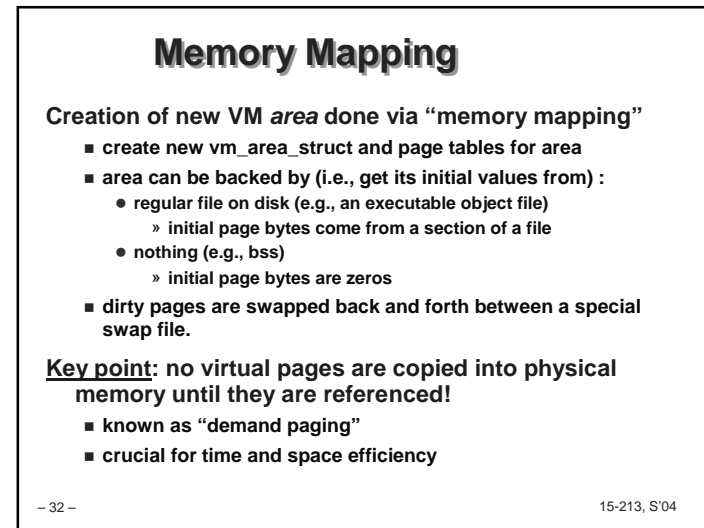 Memory Mapping
Creation of new VM area done via “memory mapping”
■ create new vm_area_struct and page tables for area
■ area can be backed by (i.e., get its initial values from) :
● regular file on disk (e.g., an executable object file)
» initial page bytes come from a section of a file
● nothing (e.g., bss)
» initial page bytes are zeros
■ dirty pages are swapped back and forth between a special
swap file.
Key point: no virtual pages are copied into physical
memory until they are referenced!
■ known as “demand paging”
■ crucial for time and space efficiency
– 32 –
15-213, S’04